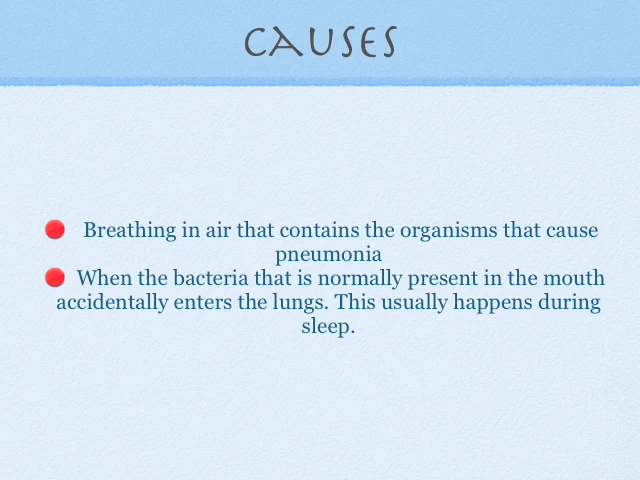 CAUSES
Breathing in air that contains the organisms that cause
pneumonia
When the bacteria that is normally present in the mouth
accidentally enters the lungs. This usually happens during
sleep.